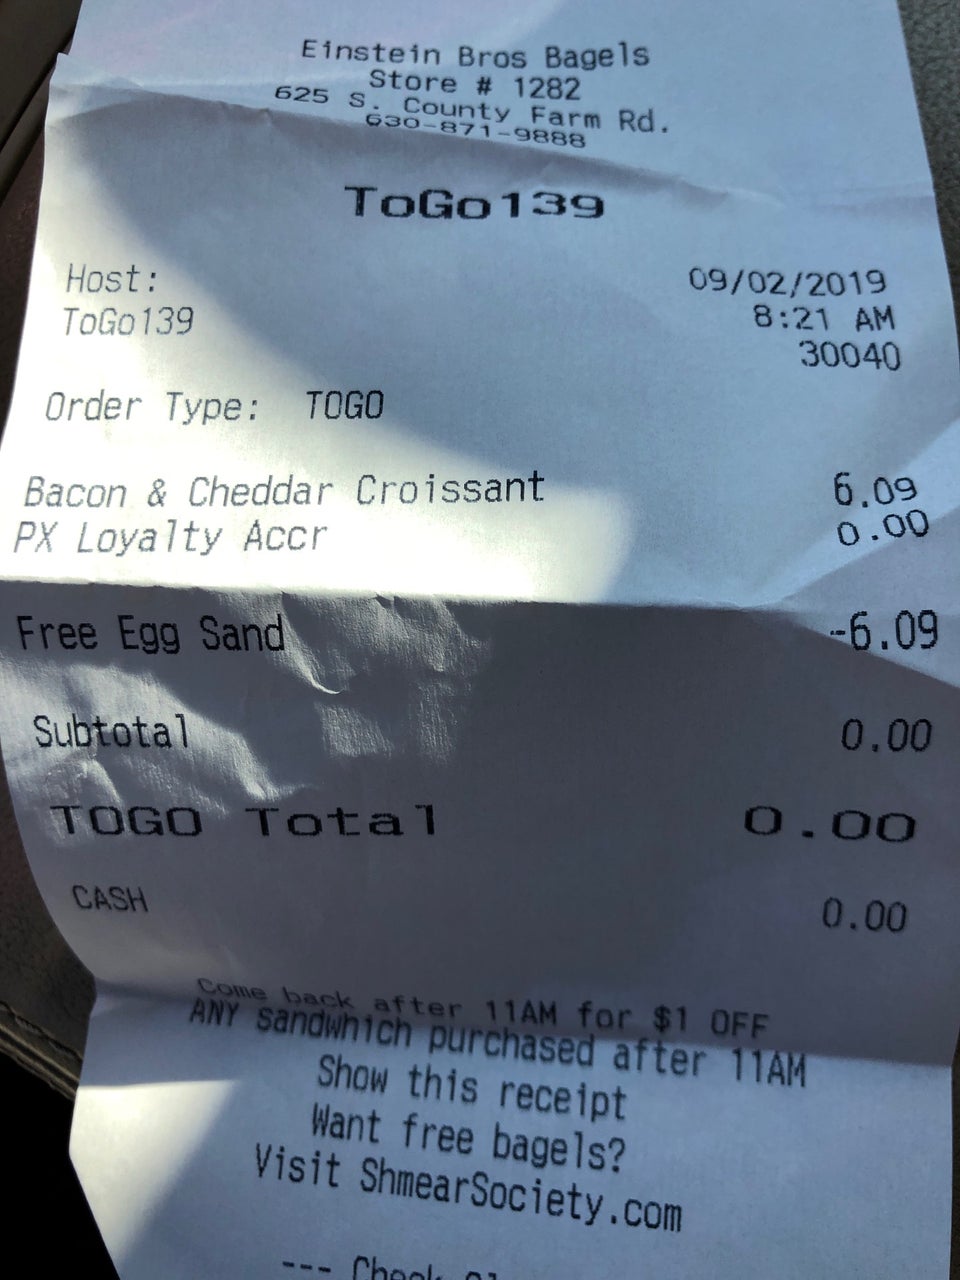 Einstein Bros Bagels
Store # 1282
625 S. County Farm Rd.
630-871-9888
ToGo139
Host: 09/02/2019
ToGo139 8:21 AM
30040
Order Type: TOGO
Bacon & Cheddar Croissant 6.09
PX Loyalty Accr 0.00
Free Egg Sand -6.09
Subtotal 0.00
TOGO Total 0.00
CASH 0.00
Come back after 11AM for $1 OFF
ANY sandwhich purchased after 11AM
Show this receipt
Want free bagels?
Visit ShmearSociety.com
--- Check